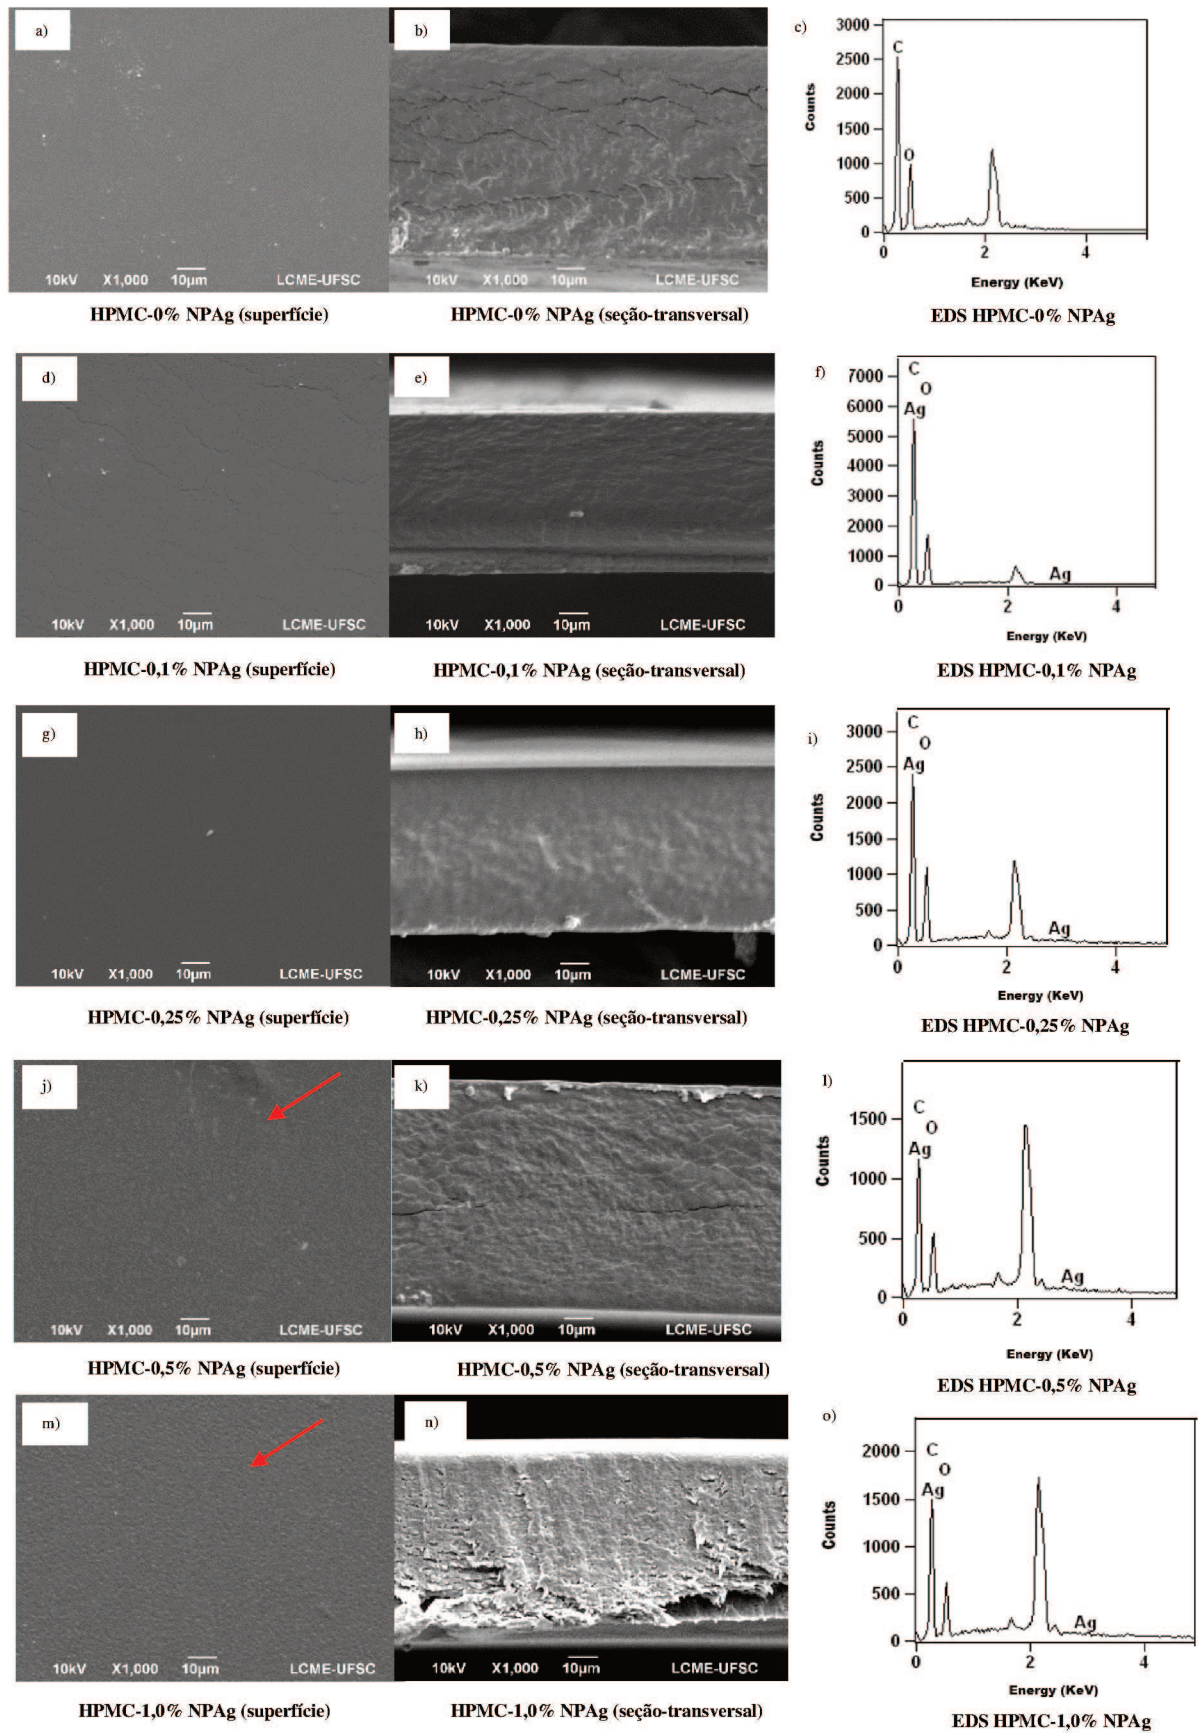 a)
10kV X1,000 10µm LCME-UFSC
HPMC-0% NPAg (superfície)
b)
10kV X1,000 10µm LCME-UFSC
HPMC-0% NPAg (seção-transversal)
c)
3000
2500
2000
1500
1000
500
0
Counts
C
O
0 2 4
Energy (KeV)
EDS HPMC-0% NPAg
d)
10kV X1,000 10µm LCME-UFSC
HPMC-0,1% NPAg (superfície)
e)
10kV X1,000 10µm LCME-UFSC
HPMC-0,1% NPAg (seção-transversal)
f)
7000
6000
5000
4000
3000
2000
1000
0
Counts
C
O
Ag
Ag
0 2 4
Energy (KeV)
EDS HPMC-0,1% NPAg
g)
10kV X1,000 10µm LCME-UFSC
HPMC-0,25% NPAg (superfície)
h)
10kV X1,000 10µm LCME-UFSC
HPMC-0,25% NPAg (seção-transversal)
i)
3000
2500
2000
1500
1000
500
0
Counts
C
O
Ag
Ag
0 2 4
Energy (KeV)
EDS HPMC-0,25% NPAg
j)
10kV X1,000 10µm LCME-UFSC
HPMC-0,5% NPAg (superfície)
k)
10kV X1,000 10µm LCME-UFSC
HPMC-0,5% NPAg (seção-transversal)
l)
1500
1000
500
0
Counts
C
O
Ag
Ag
0 2 4
Energy (KeV)
EDS HPMC-0,5% NPAg
m)
10kV X1,000 10µm LCME-UFSC
HPMC-1,0% NPAg (superfície)
n)
10kV X1,000 10µm LCME-UFSC
HPMC-1,0% NPAg (seção-transversal)
o)
2000
1500
1000
500
0
Counts
C
O
Ag
Ag
0 2 4
Energy (KeV)
EDS HPMC-1,0% NPAg